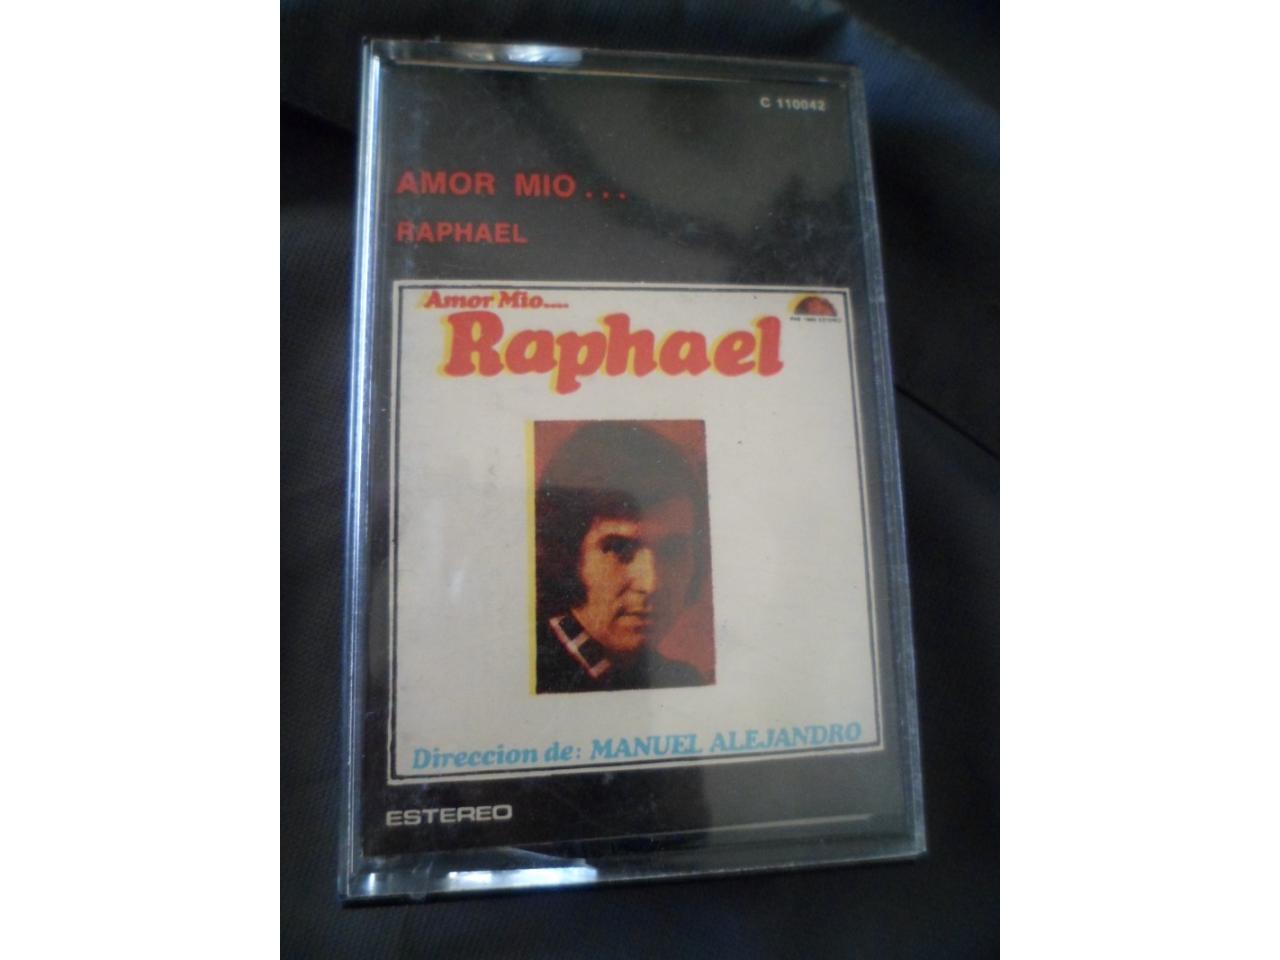 C 110042
AMOR MIO...
RAPHAEL
Amor Mio....
Raphael
Direccion de: MANUEL ALEJANDRO
ESTEREO